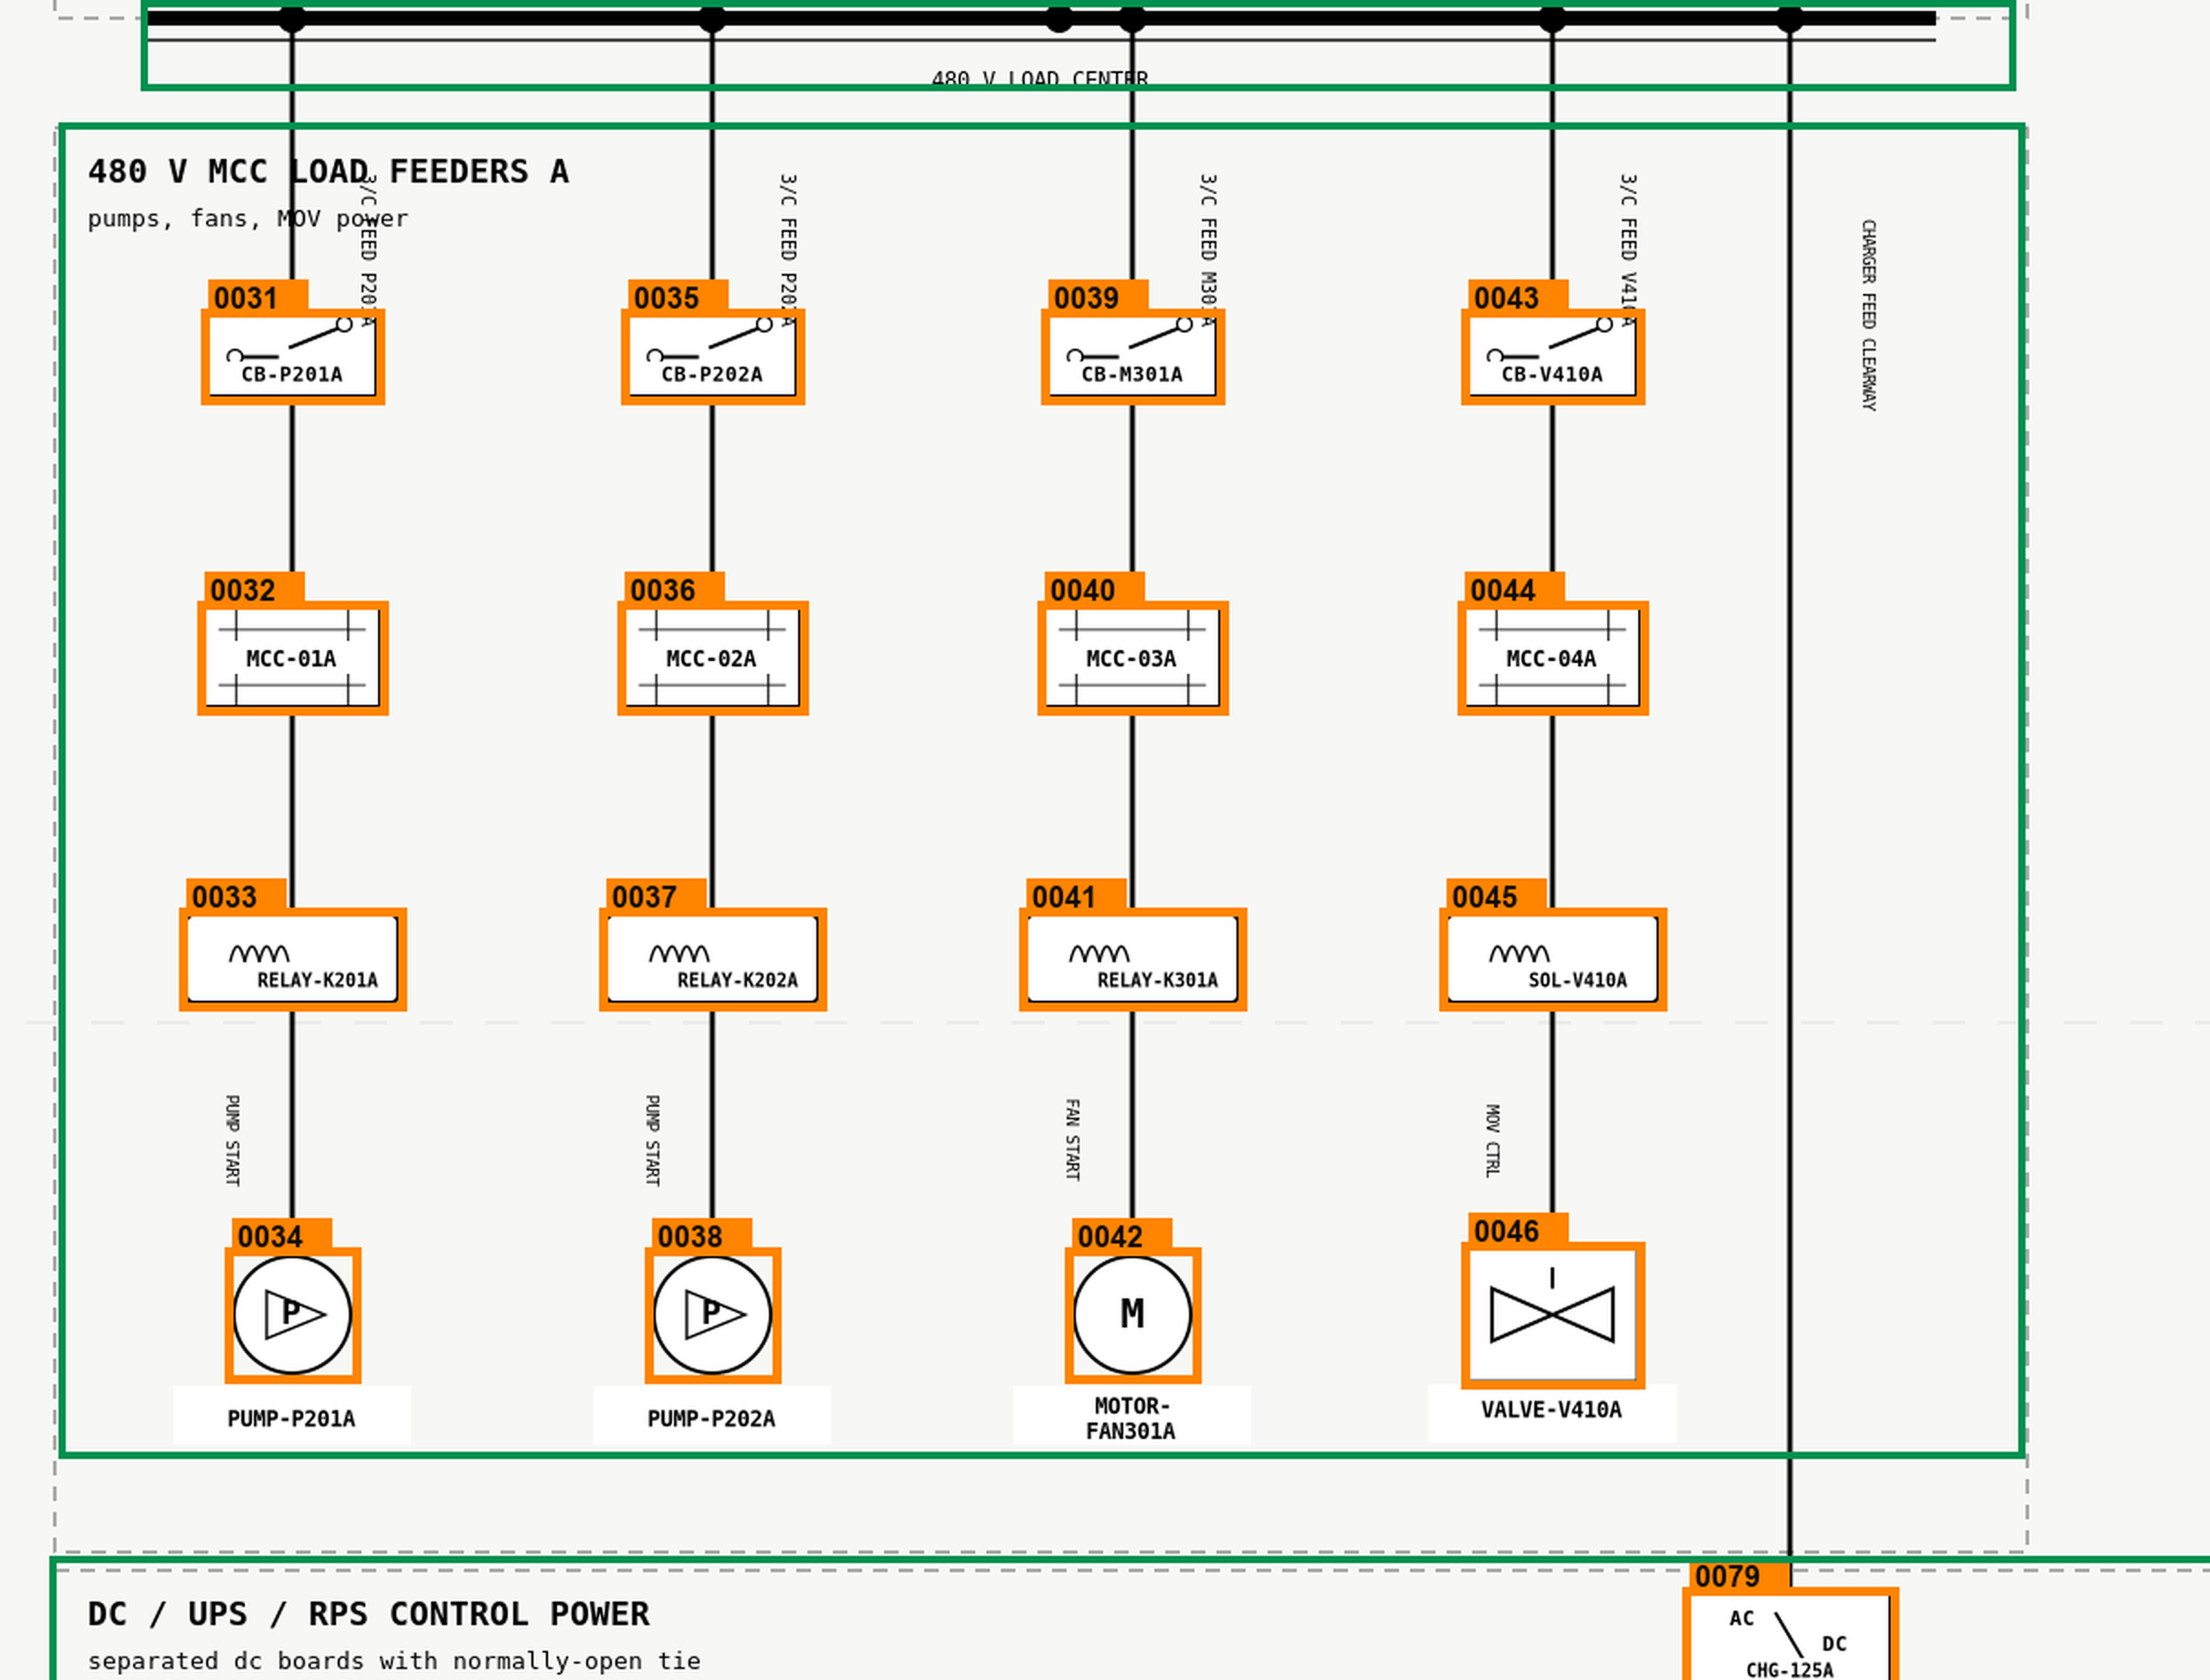 480 V LOAD CENTER
480 V MCC LOAD FEEDERS A
pumps, fans, MOV power
3/C FEED P201A
3/C FEED P202A
3/C FEED M301A
3/C FEED V410A
CHARGER FEED CLEARWAY
0031
0035
0039
0043
CB-P201A
CB-P202A
CB-M301A
CB-V410A
0032
0036
0040
0044
MCC-01A
MCC-02A
MCC-03A
MCC-04A
0033
0037
0041
0045
RELAY-K201A
RELAY-K202A
RELAY-K301A
SOL-V410A
PUMP START
PUMP START
FAN START
MOV CTRL
0034
0038
0042
0046
P
P
M
PUMP-P201A
PUMP-P202A
MOTOR-
FAN301A
VALVE-V410A
0079
AC
DC
CHG-125A
DC / UPS / RPS CONTROL POWER
separated dc boards with normally-open tie